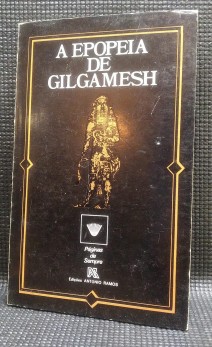 A EPOPEIA
DE
GILGAMESH
Páginas
de
Sempre
Edições ANTÓNIO RAMOS